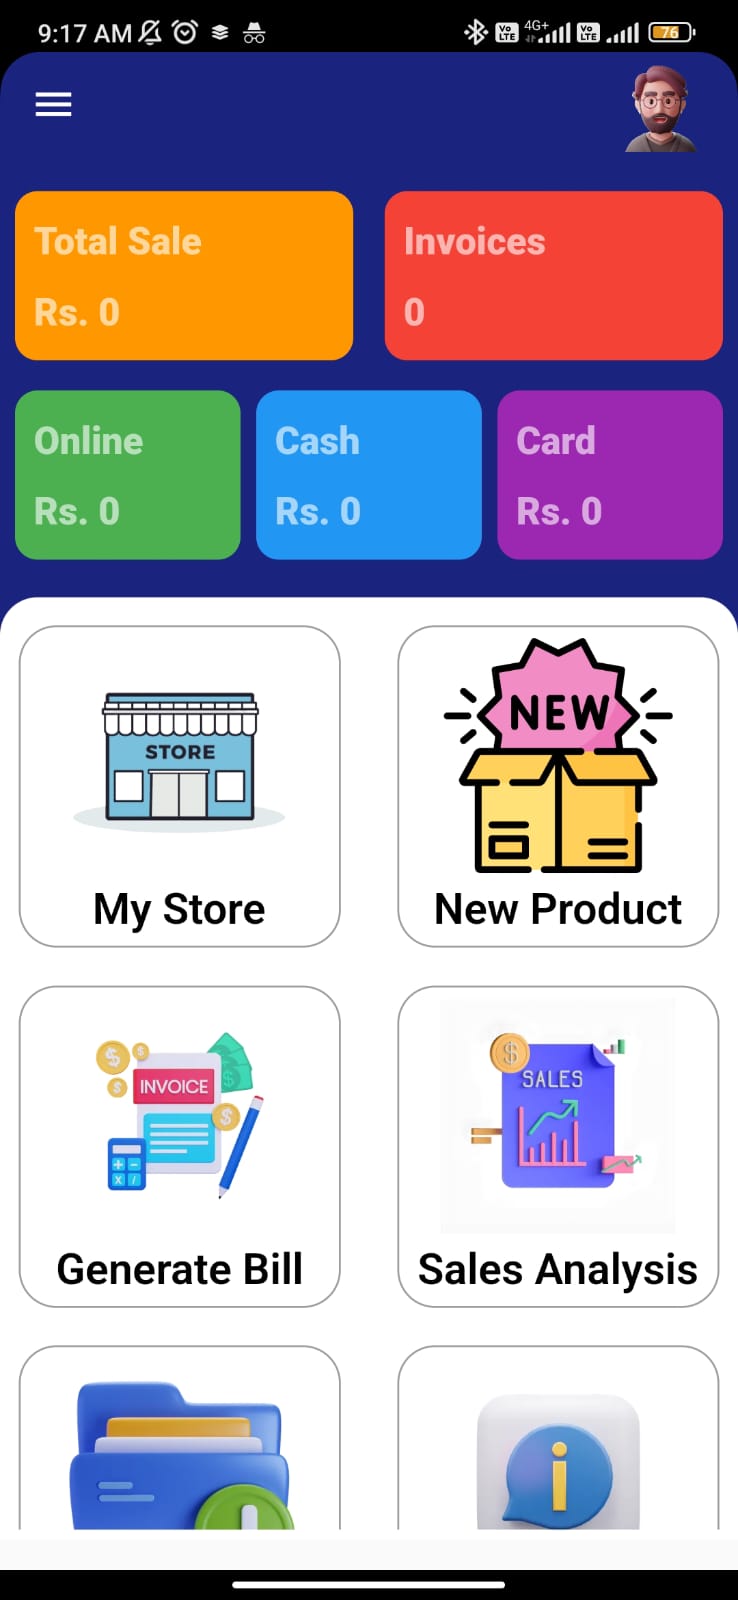 9:17 AM
Vo LTE 4G+ Vo LTE 76
Total Sale
Rs. 0
Invoices
0
Online
Rs. 0
Cash
Rs. 0
Card
Rs. 0
STORE
My Store
NEW
New Product
INVOICE
Generate Bill
SALES
Sales Analysis